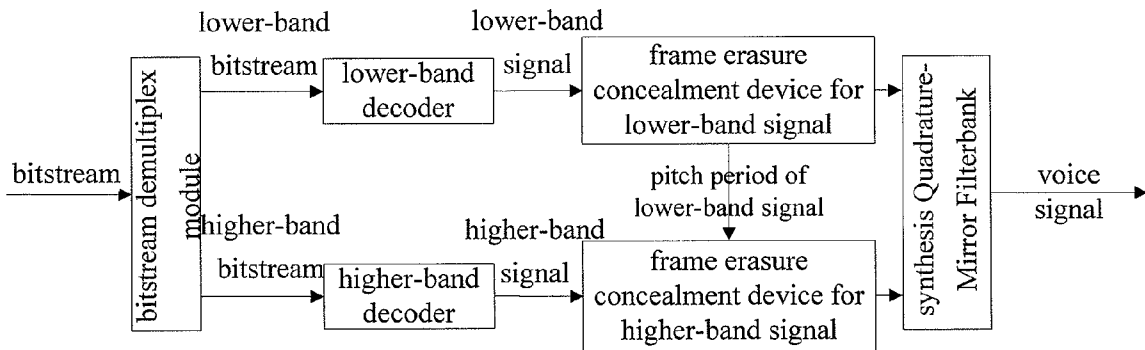 lower-band
bitstream
lower-band
decoder
lower-band
signal
frame erasure
concealment device for
lower-band signal
bitstream
bitstream demultiplex
module
pitch period of
lower-band signal
synthesis Quadrature-
Mirror Filterbank
voice
signal
higher-band
bitstream
higher-band
decoder
higher-band
signal
frame erasure
concealment device for
higher-band signal